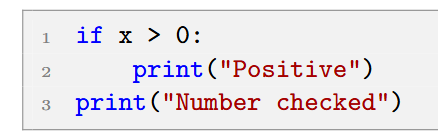 1 if x > 0:
2     print("Positive")
3 print("Number checked")